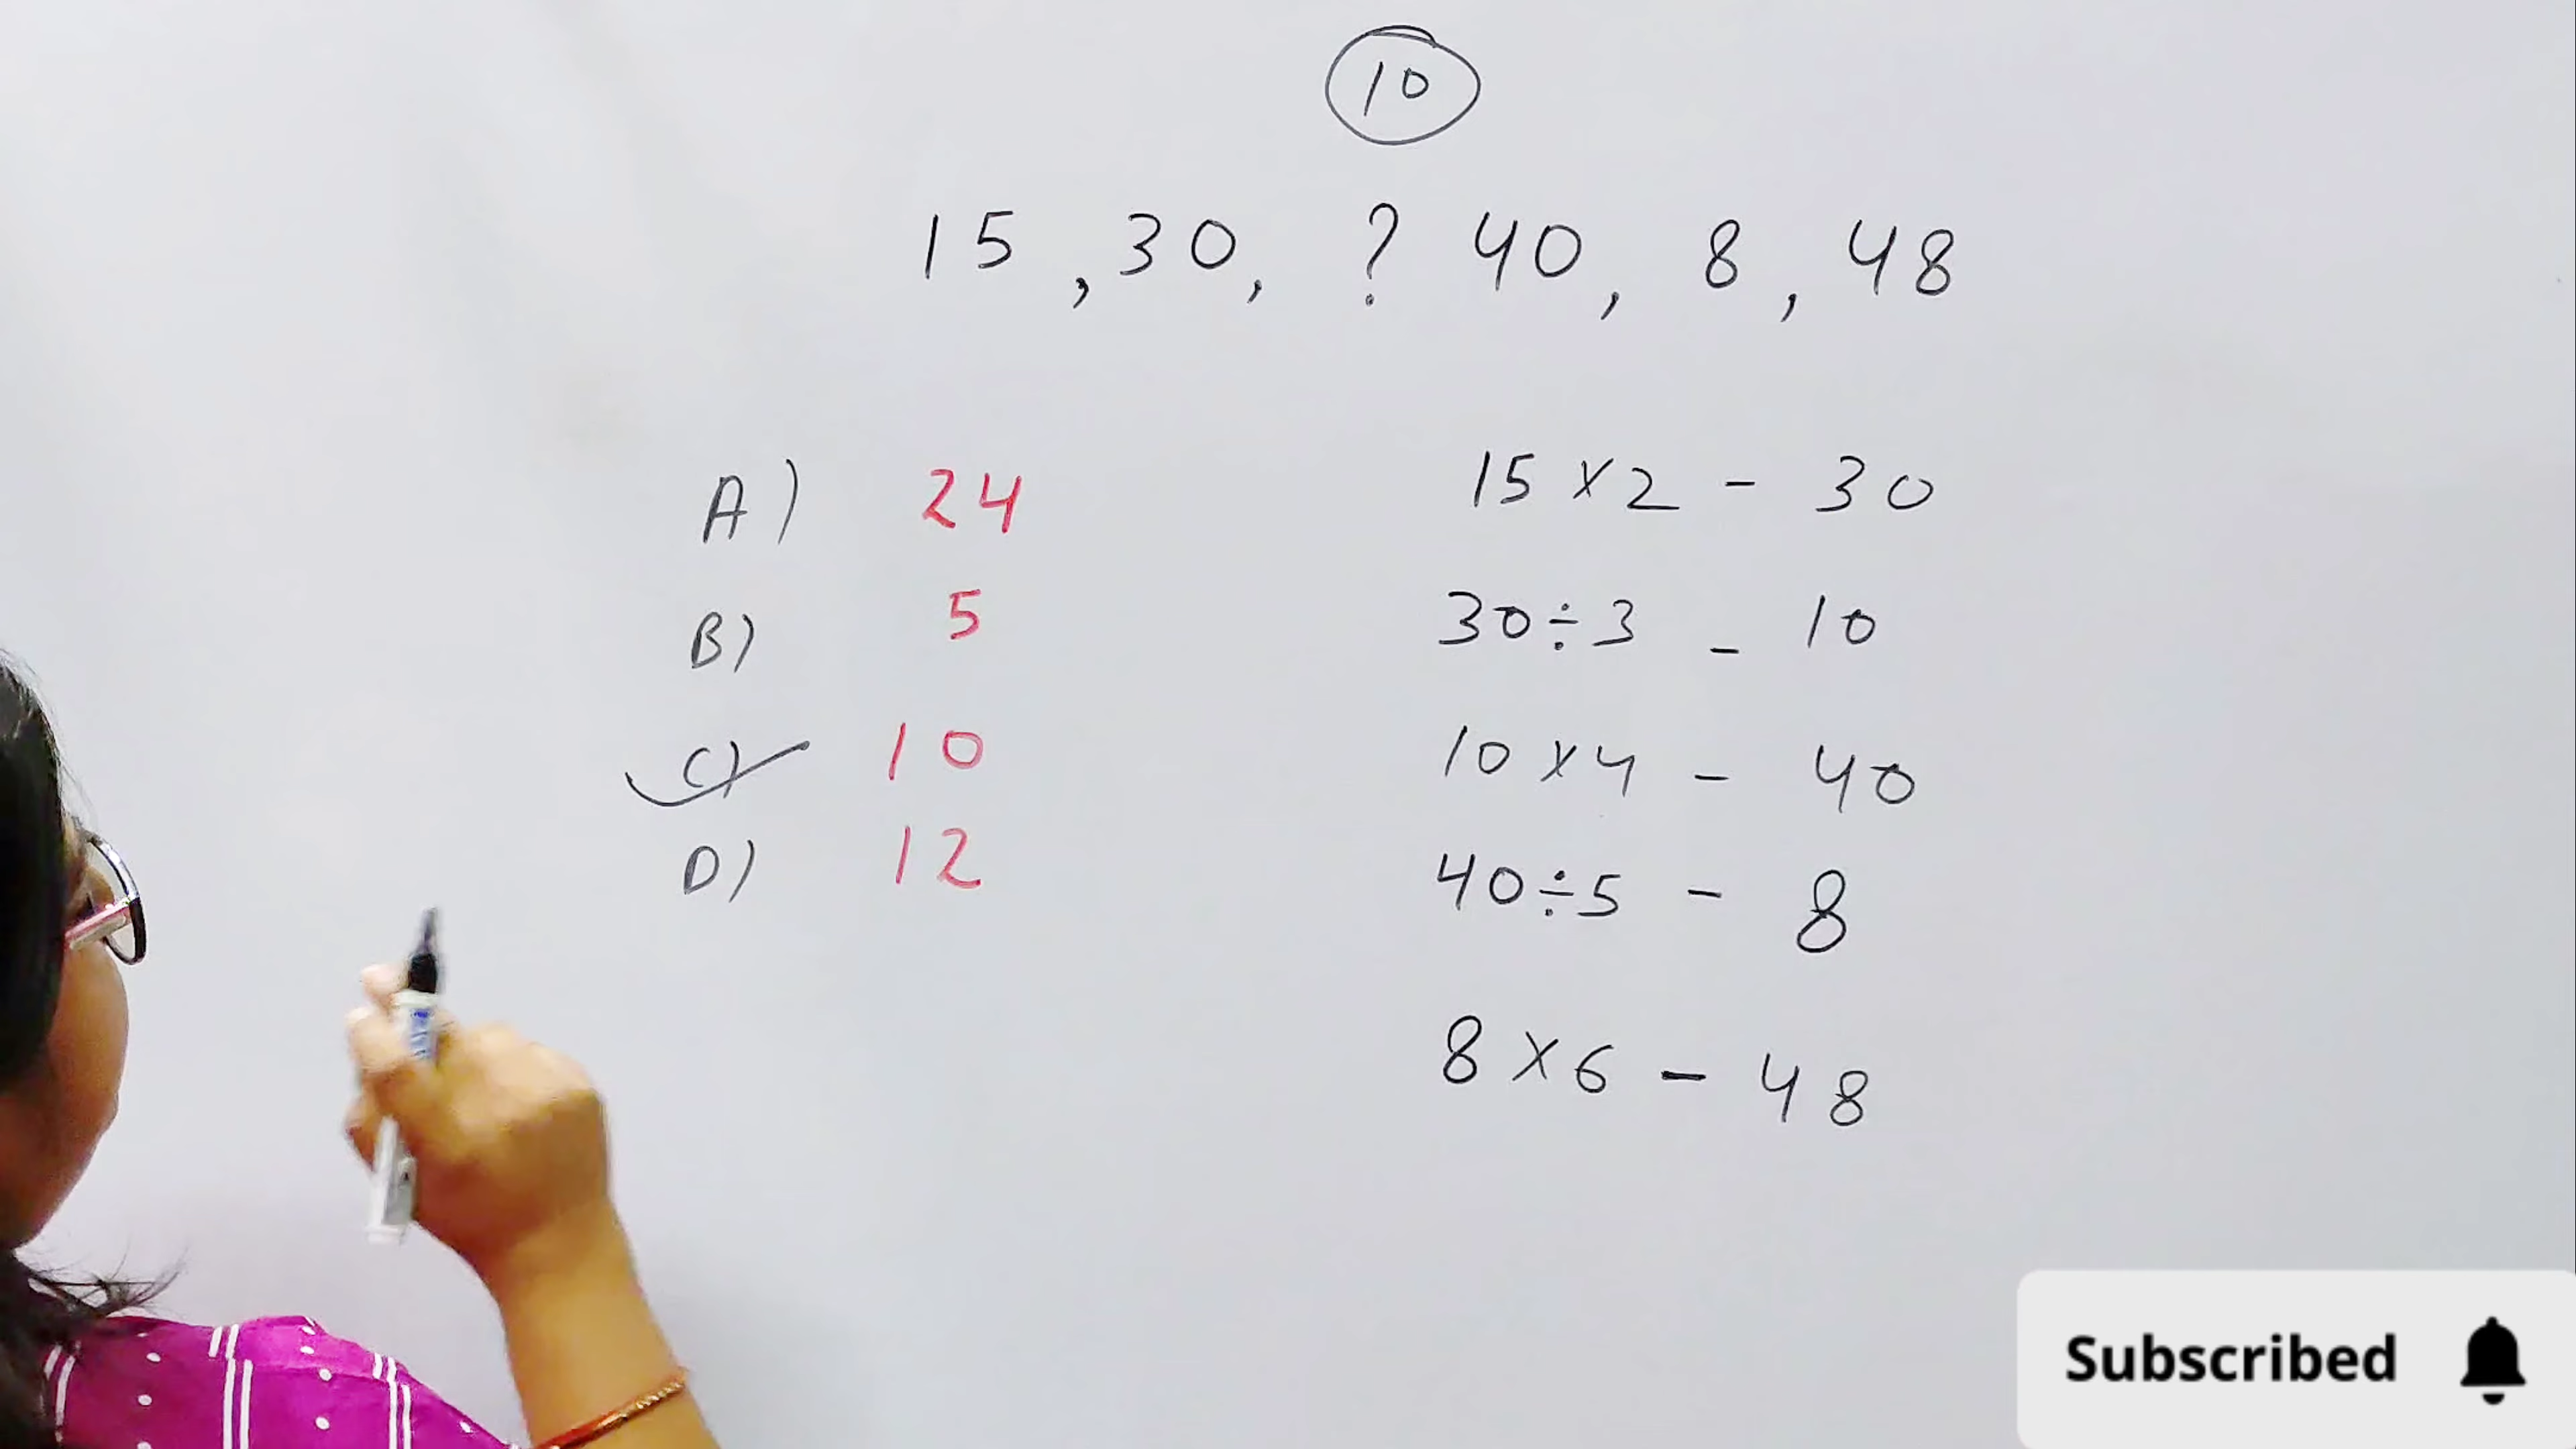 10
15, 30, ? 40, 8, 48
A) 24
B) 5
C) 10
D) 12
15 x 2 - 30
30 ÷ 3 - 10
10 x 4 - 40
40 ÷ 5 - 8
8 x 6 - 48
Subscribed